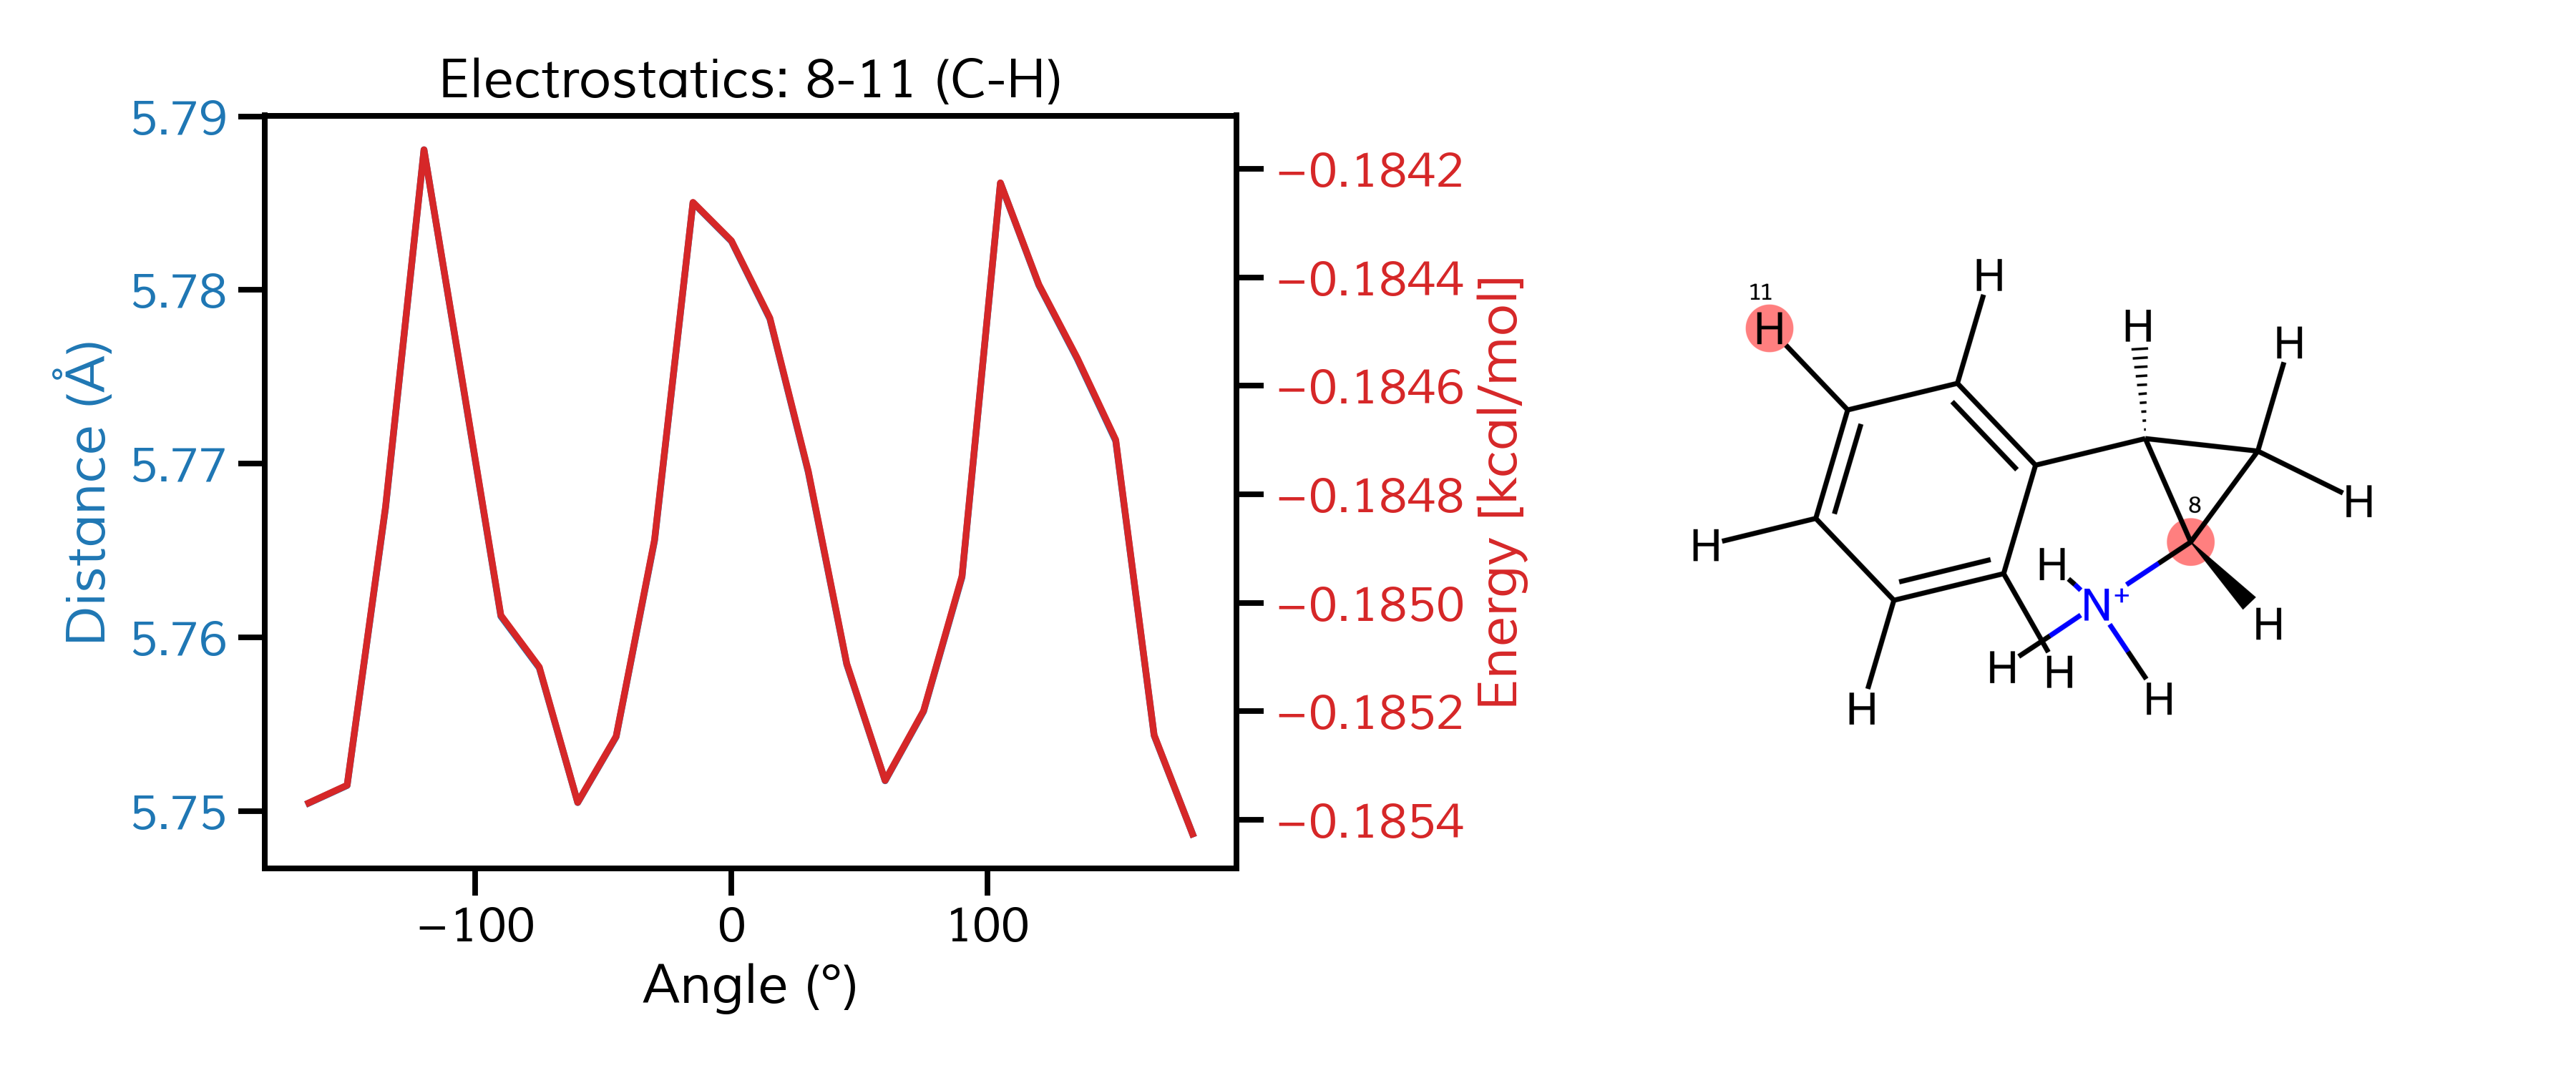 Electrostatics: 8-11 (C-H)
5.79
5.78
5.77
5.76
5.75
Distance (Å)
−0.1842
−0.1844
−0.1846
−0.1848
−0.1850
−0.1852
−0.1854
Energy [kcal/mol]
−100 0 100
Angle (°)
H
11
H
H
H
8
H
H
H
N+
H
H H
H
H